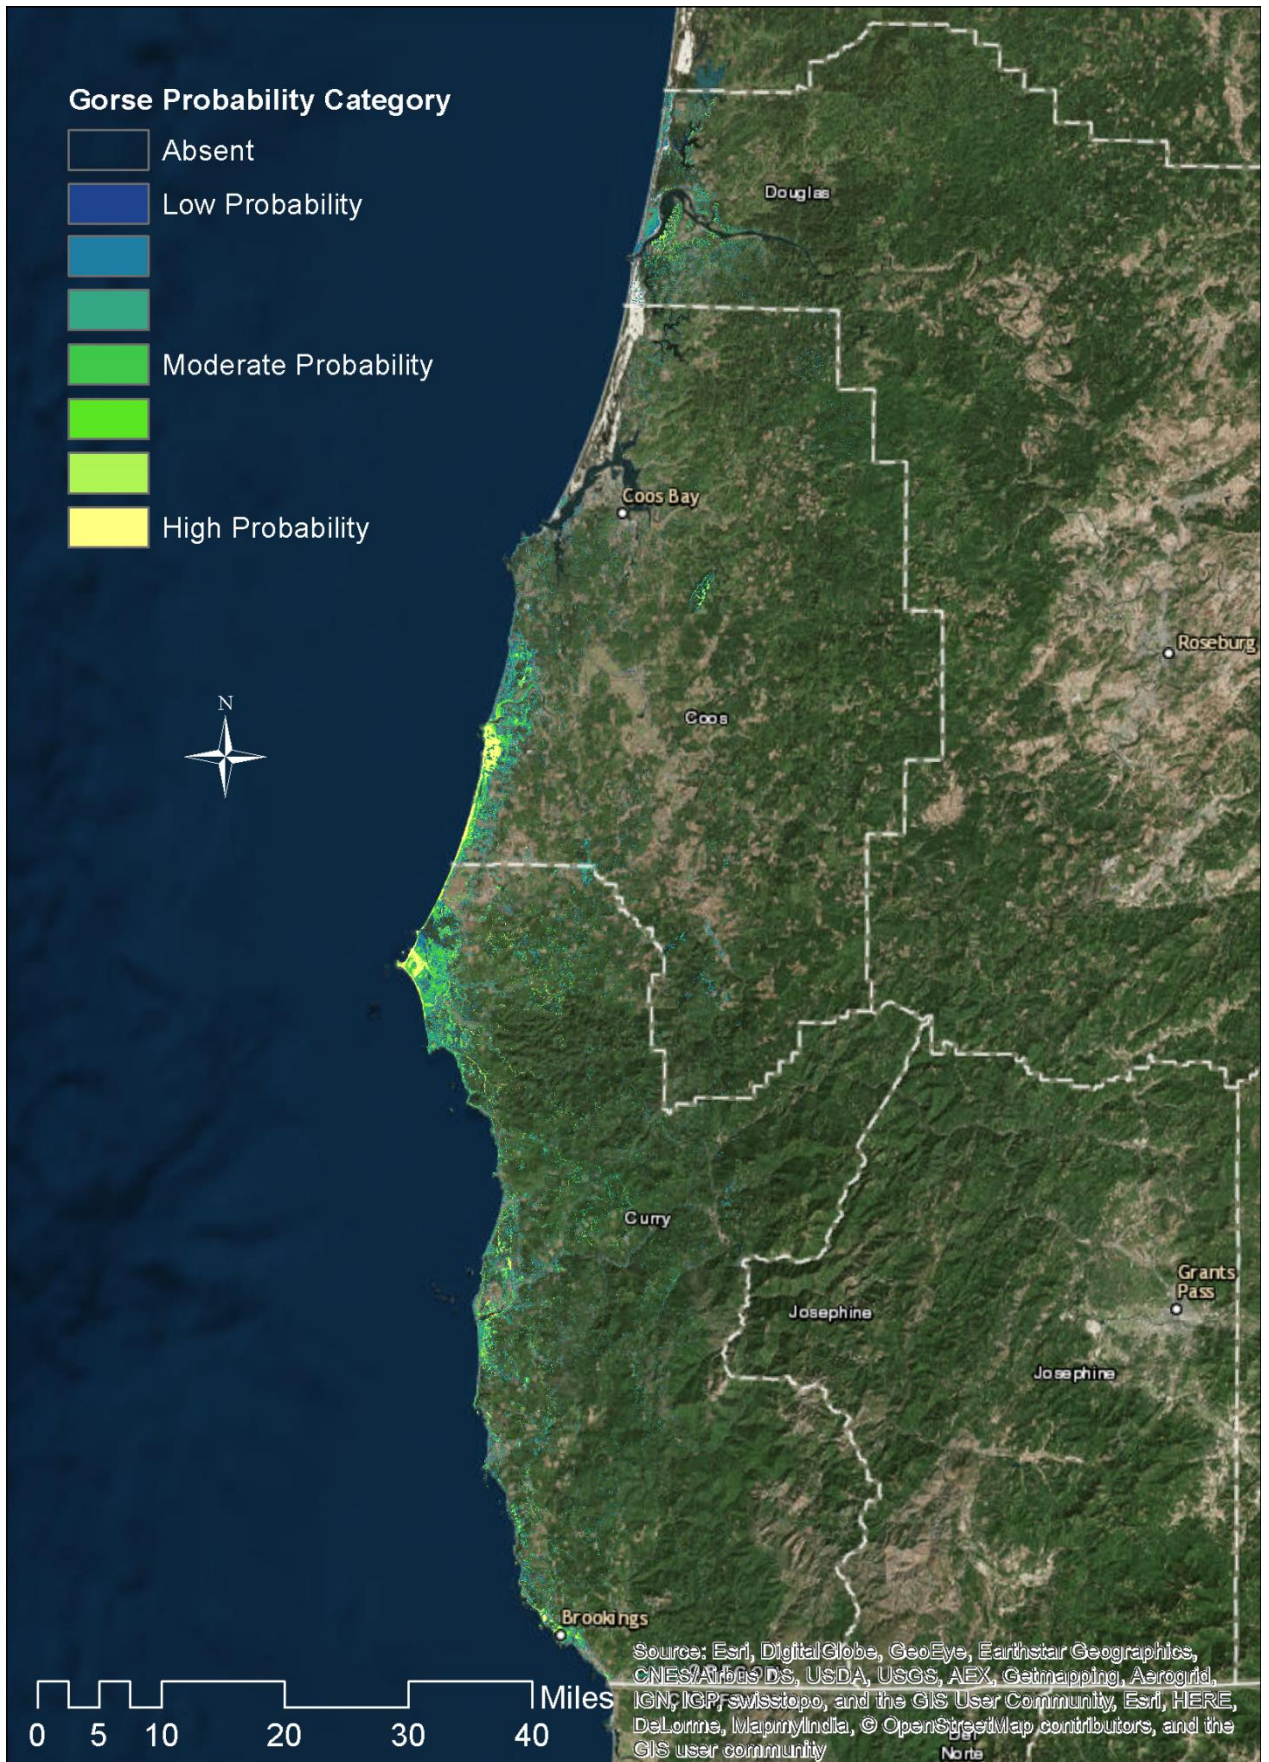 Gorse Probability Category
Absent
Low Probability
Moderate Probability
High Probability
Douglas
Coos Bay
Roseburg
Coos
N
Curry
Grants
Pass
Josephine
Josephine
Brookings
Source: Esri, DigitalGlobe, GeoEye, Earthstar Geographics,
CNES/Airbus DS, USDA, USGS, AEX, Getmapping, Aerogrid,
IGN, IGP, swisstopo, and the GIS User Community, Esri, HERE,
DeLorme, MapmyIndia, © OpenStreetMap contributors, and the
GIS user community
Del
Norte
Miles
0 5 10 20 30 40